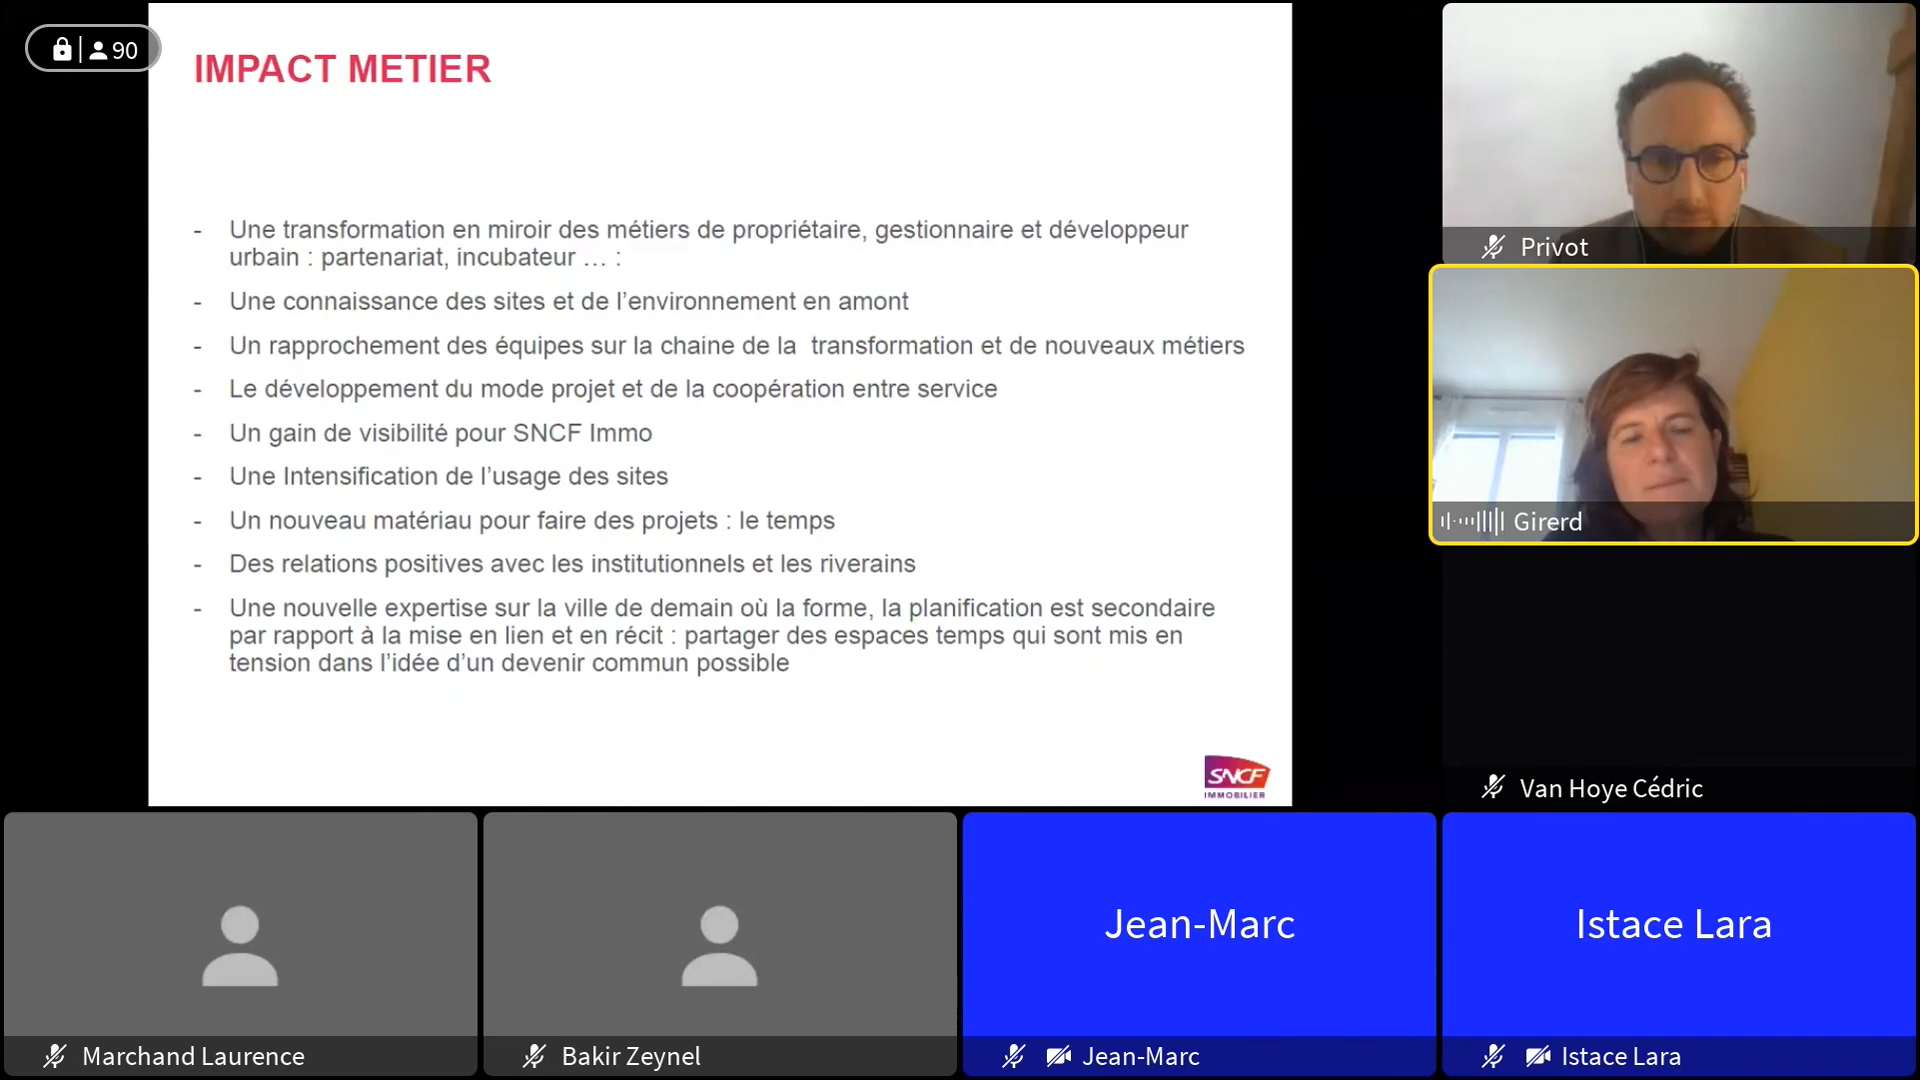 90
IMPACT METIER
- Une transformation en miroir des métiers de propriétaire, gestionnaire et développeur
urbain : partenariat, incubateur ... :
- Une connaissance des sites et de l'environnement en amont
- Un rapprochement des équipes sur la chaine de la transformation et de nouveaux métiers
- Le développement du mode projet et de la coopération entre service
- Un gain de visibilité pour SNCF Immo
- Une Intensification de l'usage des sites
- Un nouveau matériau pour faire des projets : le temps
- Des relations positives avec les institutionnels et les riverains
- Une nouvelle expertise sur la ville de demain où la forme, la planification est secondaire
par rapport à la mise en lien et en récit : partager des espaces temps qui sont mis en
tension dans l'idée d'un devenir commun possible
SNCF
IMMOBILIER
Privot
Girerd
Van Hoye Cédric
Marchand Laurence
Bakir Zeynel
Jean-Marc
Jean-Marc
Istace Lara
Istace Lara